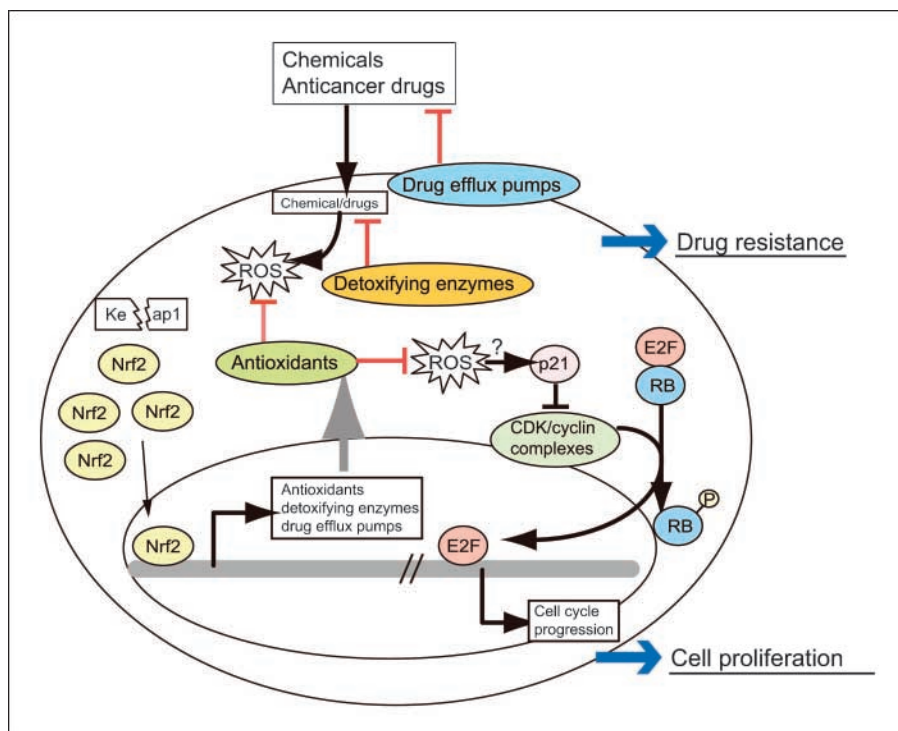 Chemicals
Anticancer drugs
Drug efflux pumps
Chemical/drugs
Drug resistance
ROS
Detoxifying enzymes
Ke ap1
Nrf2
Nrf2
Nrf2
Nrf2
Antioxidants
ROS
?
p21
E2F
RB
CDK/cyclin
complexes
Antioxidants
detoxifying enzymes
drug efflux pumps
P
RB
Nrf2
E2F
Cell cycle
progression
Cell proliferation